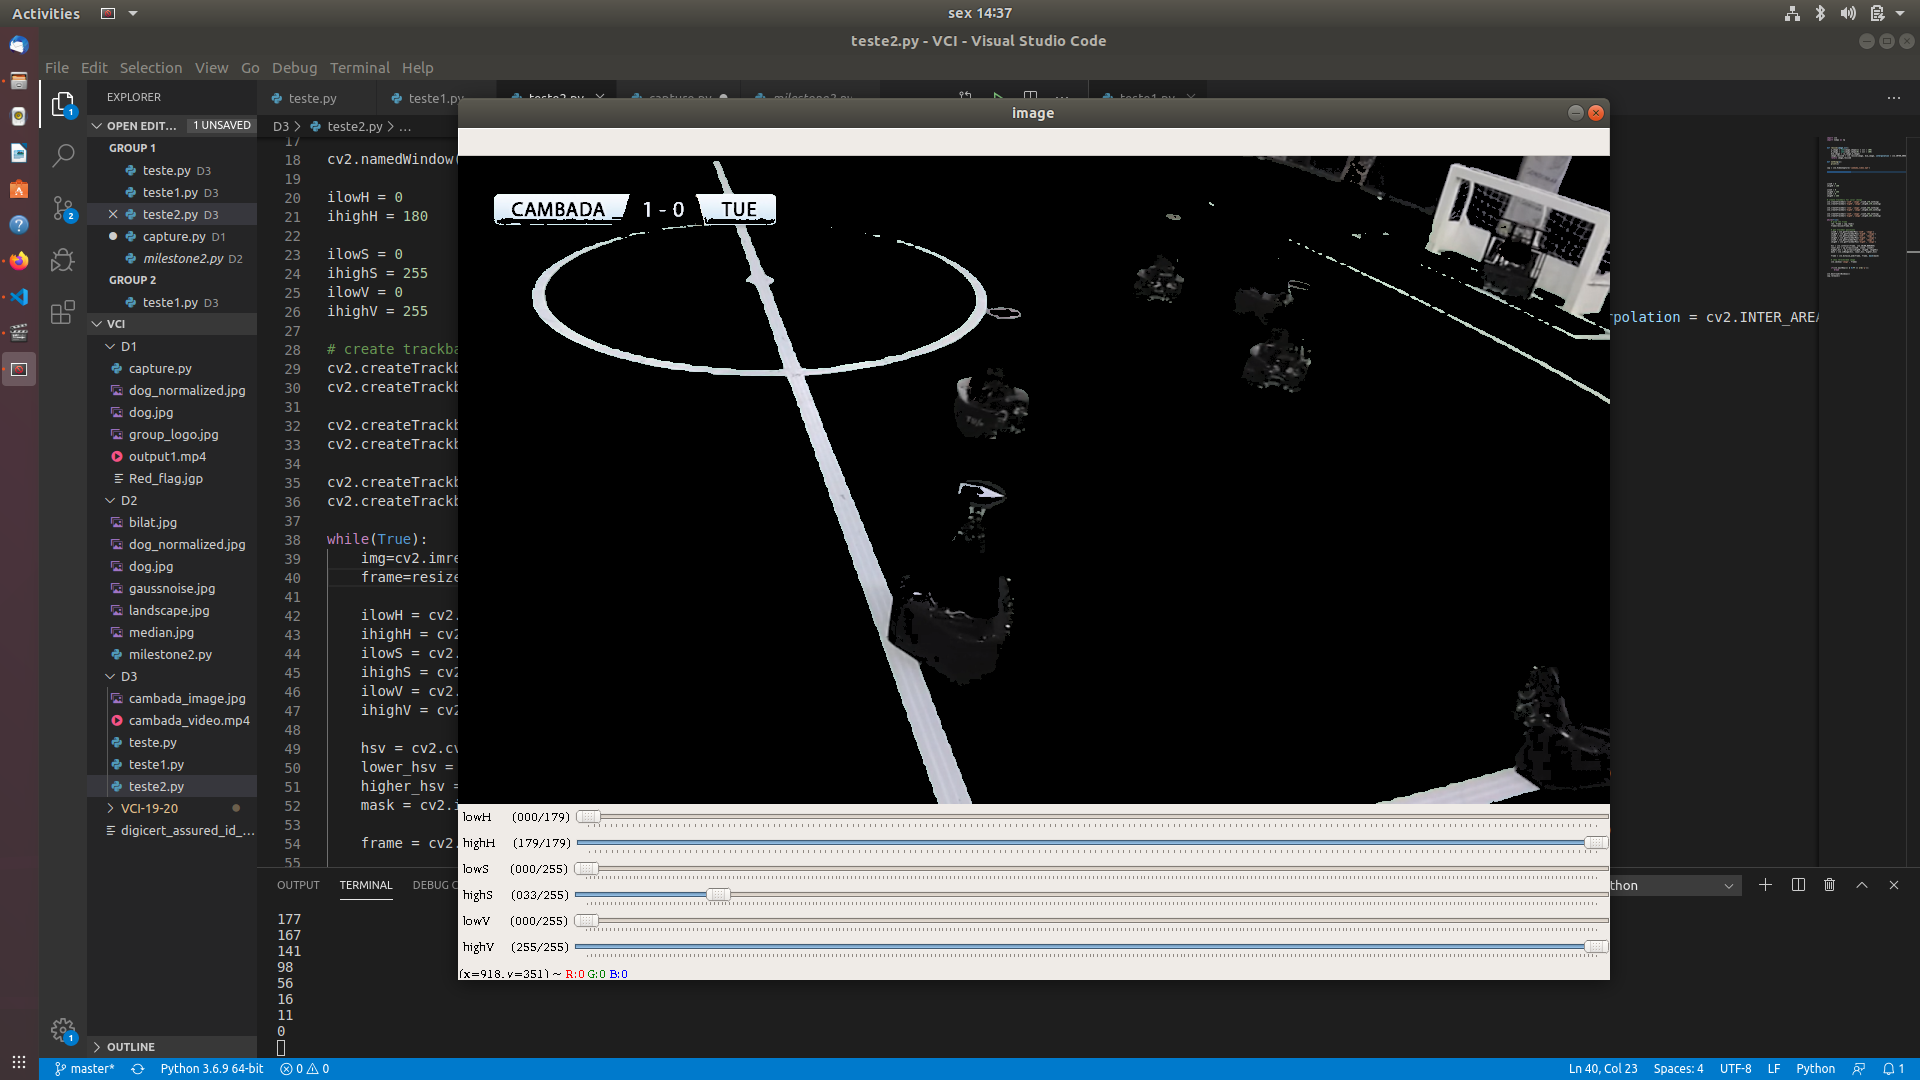 Activities
sex 14:37
teste2.py - VCI - Visual Studio Code
File Edit Selection View Go Debug Terminal Help
EXPLORER
teste.py
teste1.py
OPEN EDIT... 1 UNSAVED
GROUP 1
teste.py D3
teste1.py D3
teste2.py D3
capture.py D1
milestone2.py D2
GROUP 2
teste1.py D3
VCI
D1
capture.py
dog_normalized.jpg
dog.jpg
group_logo.jpg
output1.mp4
Red_flag.jgp
D2
bilat.jpg
dog_normalized.jpg
dog.jpg
gaussnoise.jpg
landscape.jpg
median.jpg
milestone2.py
D3
cambada_image.jpg
cambada_video.mp4
teste.py
teste1.py
teste2.py
VCI-19-20
digicert_assured_id_...
OUTLINE
D3 > teste2.py > ...
17
18 cv2.namedWindow(
19
20 ilowH = 0
21 ihighH = 180
22
23 ilowS = 0
24 ihighS = 255
25 ilowV = 0
26 ihighV = 255
27
28 # create trackba
29 cv2.createTrackb
30 cv2.createTrackb
31
32 cv2.createTrackb
33 cv2.createTrackb
34
35 cv2.createTrackb
36 cv2.createTrackb
37
38 while(True):
39 img=cv2.imre
40 frame=resize
41
42 ilowH = cv2.
43 ihighH = cv2
44 ilowS = cv2.
45 ihighS = cv2
46 ilowV = cv2.
47 ihighV = cv2
48
49 hsv = cv2.cv
50 lower_hsv =
51 higher_hsv =
52 mask = cv2.i
53
54 frame = cv2.
55
rpolation = cv2.INTER_AREA
image
CAMBADA 1 - 0 TUE
lowH (000/179)
highH (179/179)
lowS (000/255)
highS (033/255)
lowV (000/255)
highV (255/255)
(x=918, y=351) ~ R:0 G:0 B:0
OUTPUT TERMINAL DEBUG C
thon
177
167
141
98
56
16
11
0
master* Python 3.6.9 64-bit 0 0
Ln 40, Col 23 Spaces: 4 UTF-8 LF Python 1